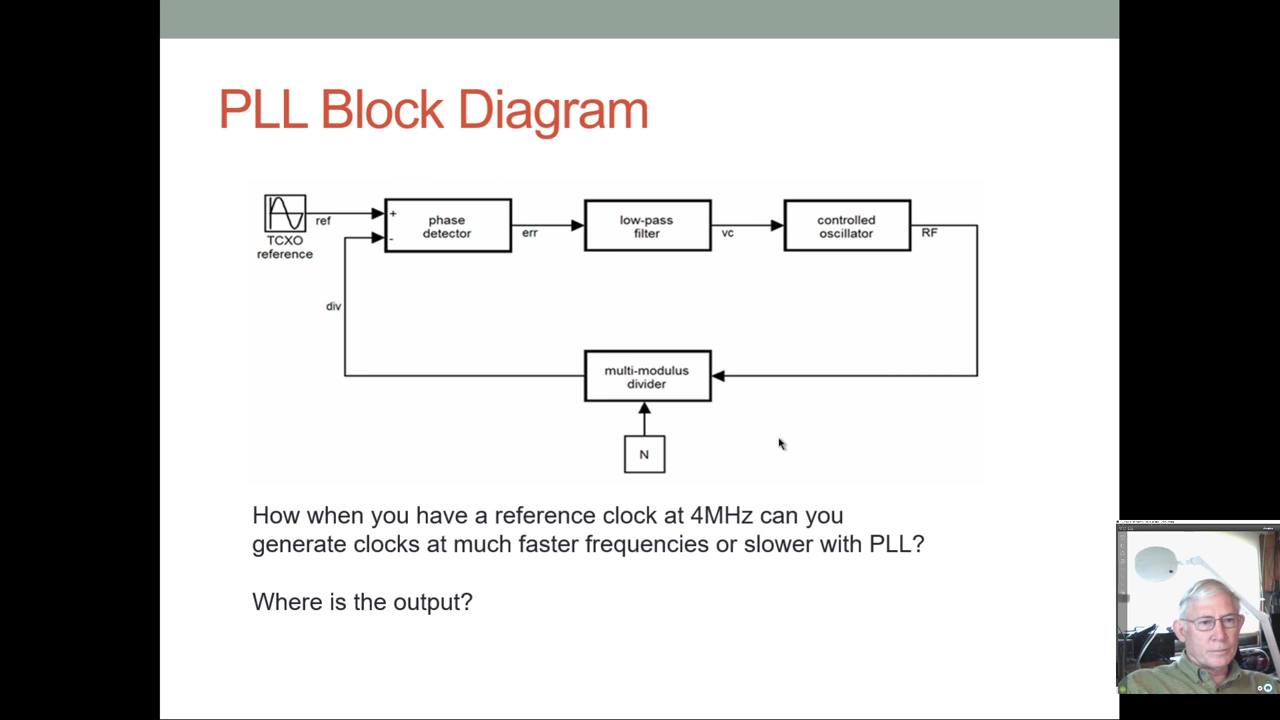 PLL Block Diagram
ref
TCXO
reference
+
-
phase
detector
err
low-pass
filter
vc
controlled
oscillator
RF
div
multi-modulus
divider
N
How when you have a reference clock at 4MHz can you
generate clocks at much faster frequencies or slower with PLL?
Where is the output?